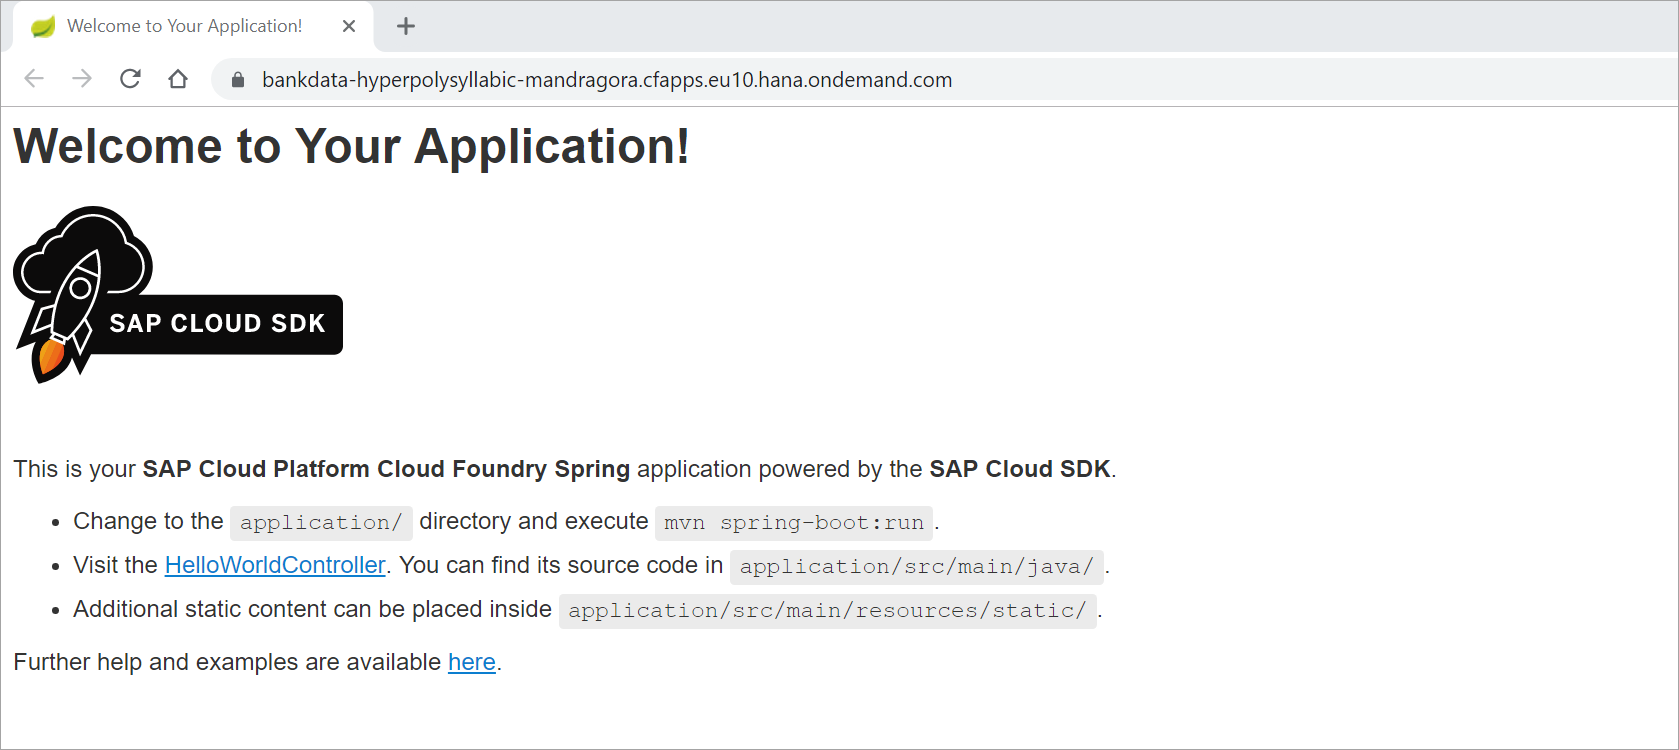 Welcome to Your Application!
bankdata-hyperpolysyllabic-mandragora.cfapps.eu10.hana.ondemand.com
Welcome to Your Application!
SAP CLOUD SDK
This is your SAP Cloud Platform Cloud Foundry Spring application powered by the SAP Cloud SDK.
• Change to the application/ directory and execute mvn spring-boot:run.
• Visit the HelloWorldController. You can find its source code in application/src/main/java/.
• Additional static content can be placed inside application/src/main/resources/static/.
Further help and examples are available here.